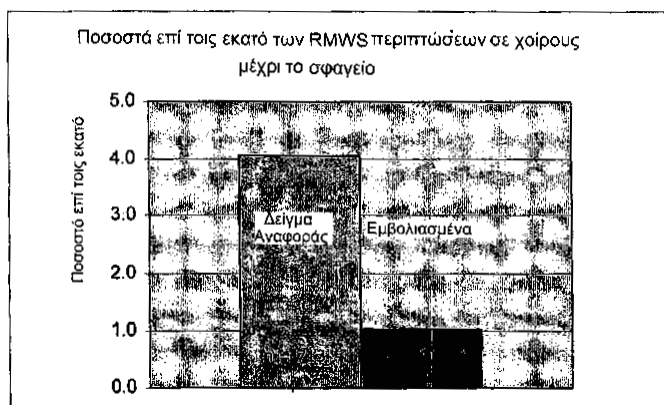 Ποσοστά επί τοις εκατό των RMWS περιπτώσεων σε χοίρους
μέχρι το σφαγείο
Ποσοστό επί τοις εκατό
5.0
4.0
3.0
2.0
1.0
0.0
Δείγμα
Αναφοράς
Εμβολιασμένα